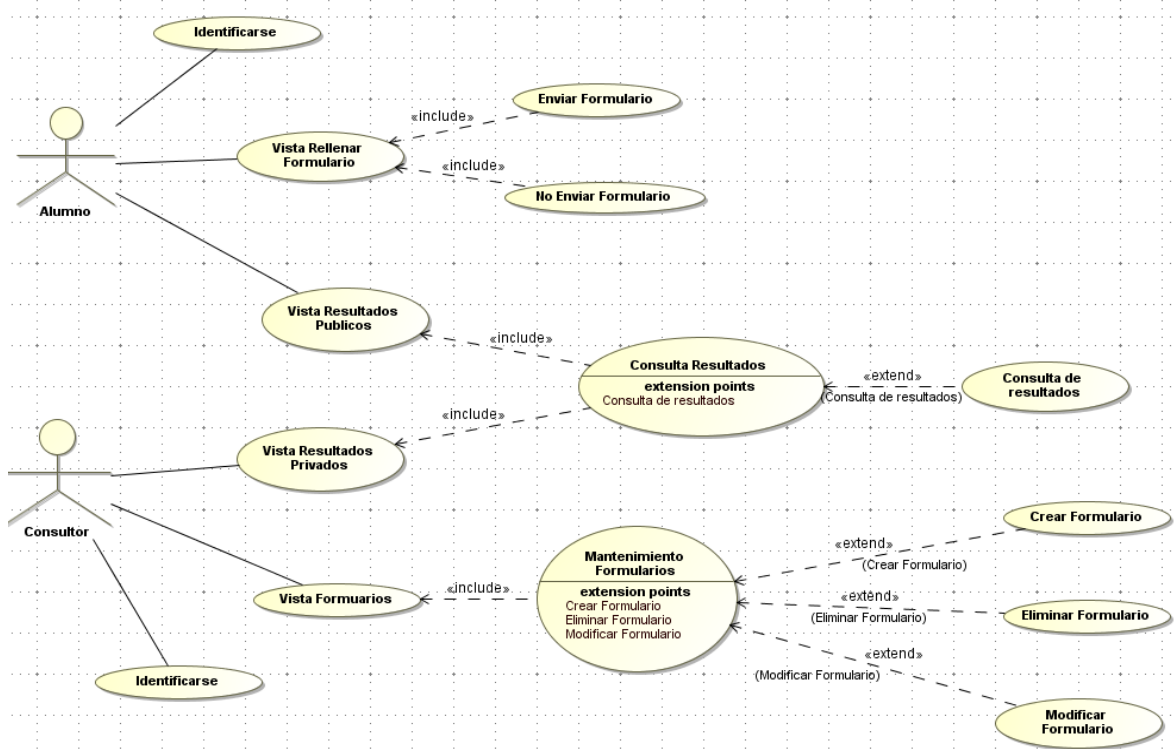 Identificarse
Enviar Formulario
«include»
Vista Rellenar
Formulario
«include»
No Enviar Formulario
Alumno
Vista Resultados
Publicos
«include»
Consulta Resultados
extension points
Consulta de resultados
«extend»
(Consulta de resultados)
Consulta de
resultados
«include»
Vista Resultados
Privados
Consultor
Crear Formulario
«extend»
(Crear Formulario)
Mantenimiento
Formularios
extension points
Crear Formulario
Eliminar Formulario
Modificar Formulario
«include»
Vista Formuarios
«extend»
(Eliminar Formulario)
Eliminar Formulario
«extend»
(Modificar Formulario)
Identificarse
Modificar
Formulario